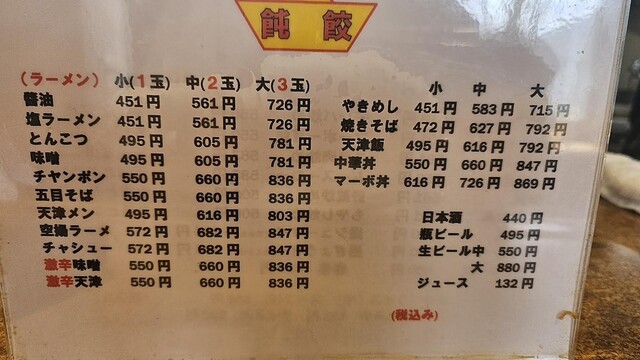 飩 餃
(ラーメン) 小(1玉) 中(2玉) 大(3玉)
醬油 451円 561円 726円
塩ラーメン 451円 561円 726円
とんこつ 495円 605円 781円
味噌 495円 605円 781円
チャンポン 550円 660円 836円
五目そば 550円 660円 836円
天津メン 495円 616円 803円
空揚ラーメ 572円 682円 847円
チャシュー 572円 682円 847円
激辛味噌 550円 660円 836円
激辛天津 550円 660円 836円
小 中 大
やきめし 451円 583円 715円
焼きそば 472円 627円 792円
天津飯 495円 616円 792円
中華丼 550円 660円 847円
マーボ丼 616円 726円 869円
日本酒 440円
瓶ビール 495円
生ビール中 550円
大 880円
ジュース 132円
(税込み)